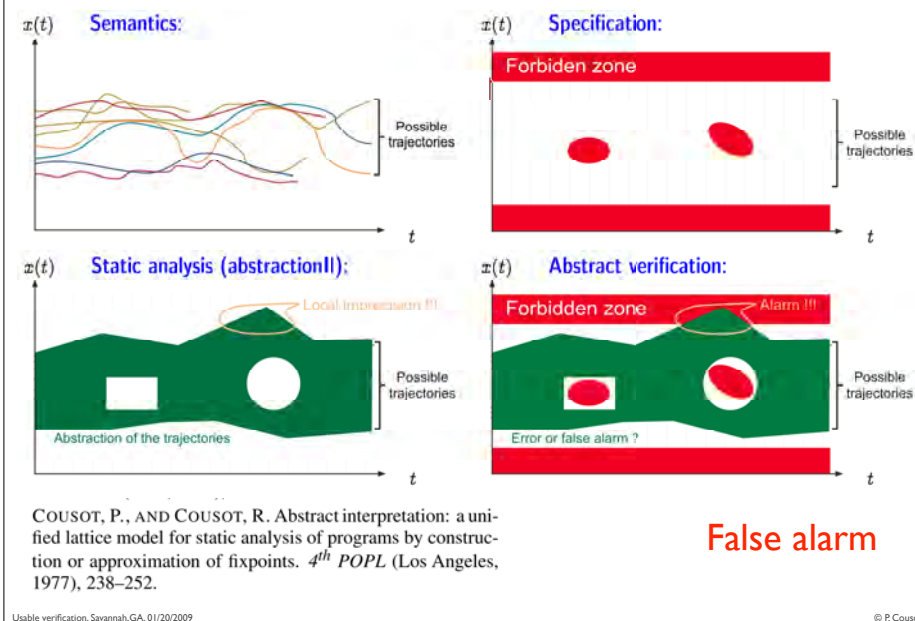 x(t) Semantics:
Possible
trajectories
t
x(t) Specification:
Forbiden zone
Possible
trajectories
t
x(t) Static analysis (abstractionII):
Local imprecision !!!
Possible
trajectories
Abstraction of the trajectories
t
x(t) Abstract verification:
Forbidden zone
Alarm !!!
Possible
trajectories
Error or false alarm ?
t
COUSOT, P., AND COUSOT, R. Abstract interpretation: a uni-
fied lattice model for static analysis of programs by construc-
tion or approximation of fixpoints. 4th POPL (Los Angeles,
1977), 238–252.
False alarm
Usable verification, Savannah, GA, 01/20/2009
© P. Cousot